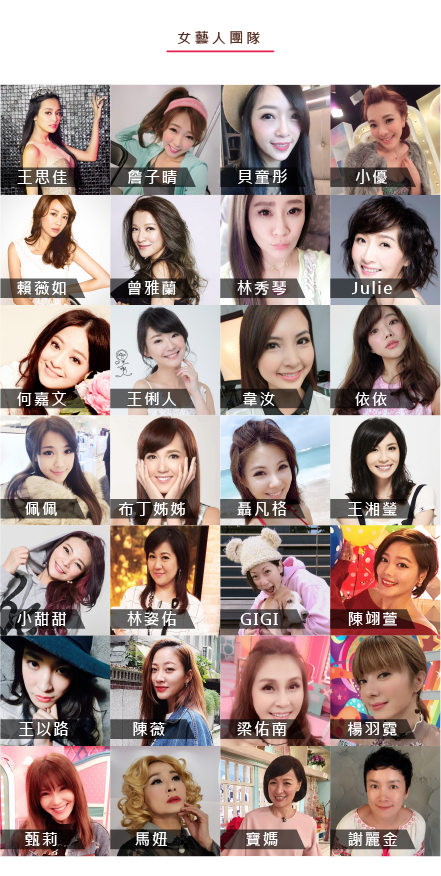 女藝人團隊
王思佳
詹子晴
貝童彤
小優
賴薇如
曾雅蘭
林秀琴
Julie
何嘉文
王俐人
韋汝
依依
佩佩
布丁姊姊
聶凡格
王湘瑩
小甜甜
林姿佑
GIGI
陳翊萱
王以路
陳薇
梁佑南
楊羽霓
甄莉
馬妞
寶媽
謝麗金